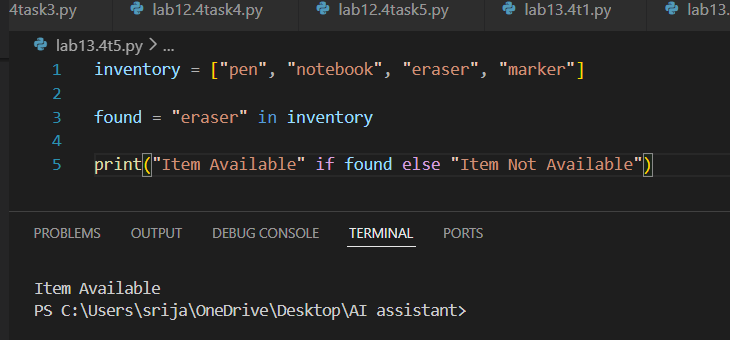 4task3.py lab12.4task4.py lab12.4task5.py lab13.4t1.py lab13.
lab13.4t5.py > ...
1 inventory = ["pen", "notebook", "eraser", "marker"]
2
3 found = "eraser" in inventory
4
5 print("Item Available" if found else "Item Not Available")
PROBLEMS OUTPUT DEBUG CONSOLE TERMINAL PORTS
Item Available
PS C:\Users\srija\OneDrive\Desktop\AI assistant>